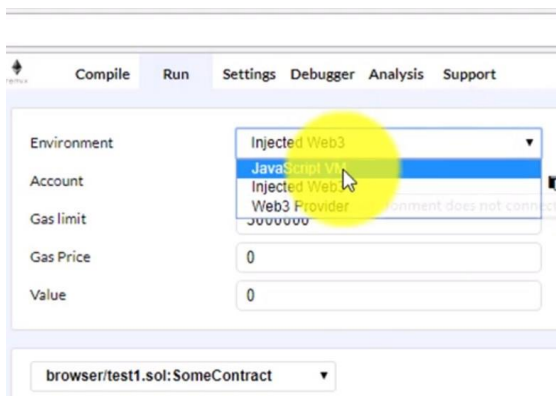 Compile Run Settings Debugger Analysis Support
Environment Injected Web3
JavaScript VM
Account Injected Web3
Web3 Provider
Gas limit 3000000
Gas Price 0
Value 0
browser/test1.sol:SomeContract